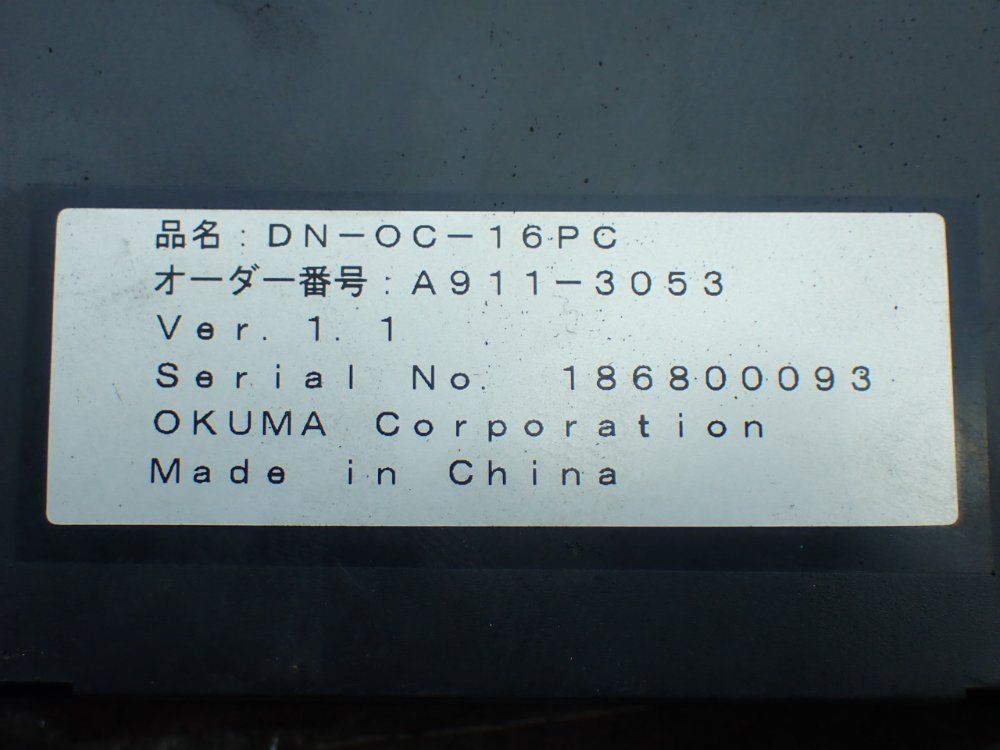 品名：ＤＮ－ＯＣ－１６ＰＣ
オーダー番号：Ａ９１１－３０５３
Ｖｅｒ．１．１
Ｓｅｒｉａｌ　Ｎｏ．　１８６８０００９３
ＯＫＵＭＡ　Ｃｏｒｐｏｒａｔｉｏｎ
Ｍａｄｅ　ｉｎ　Ｃｈｉｎａ